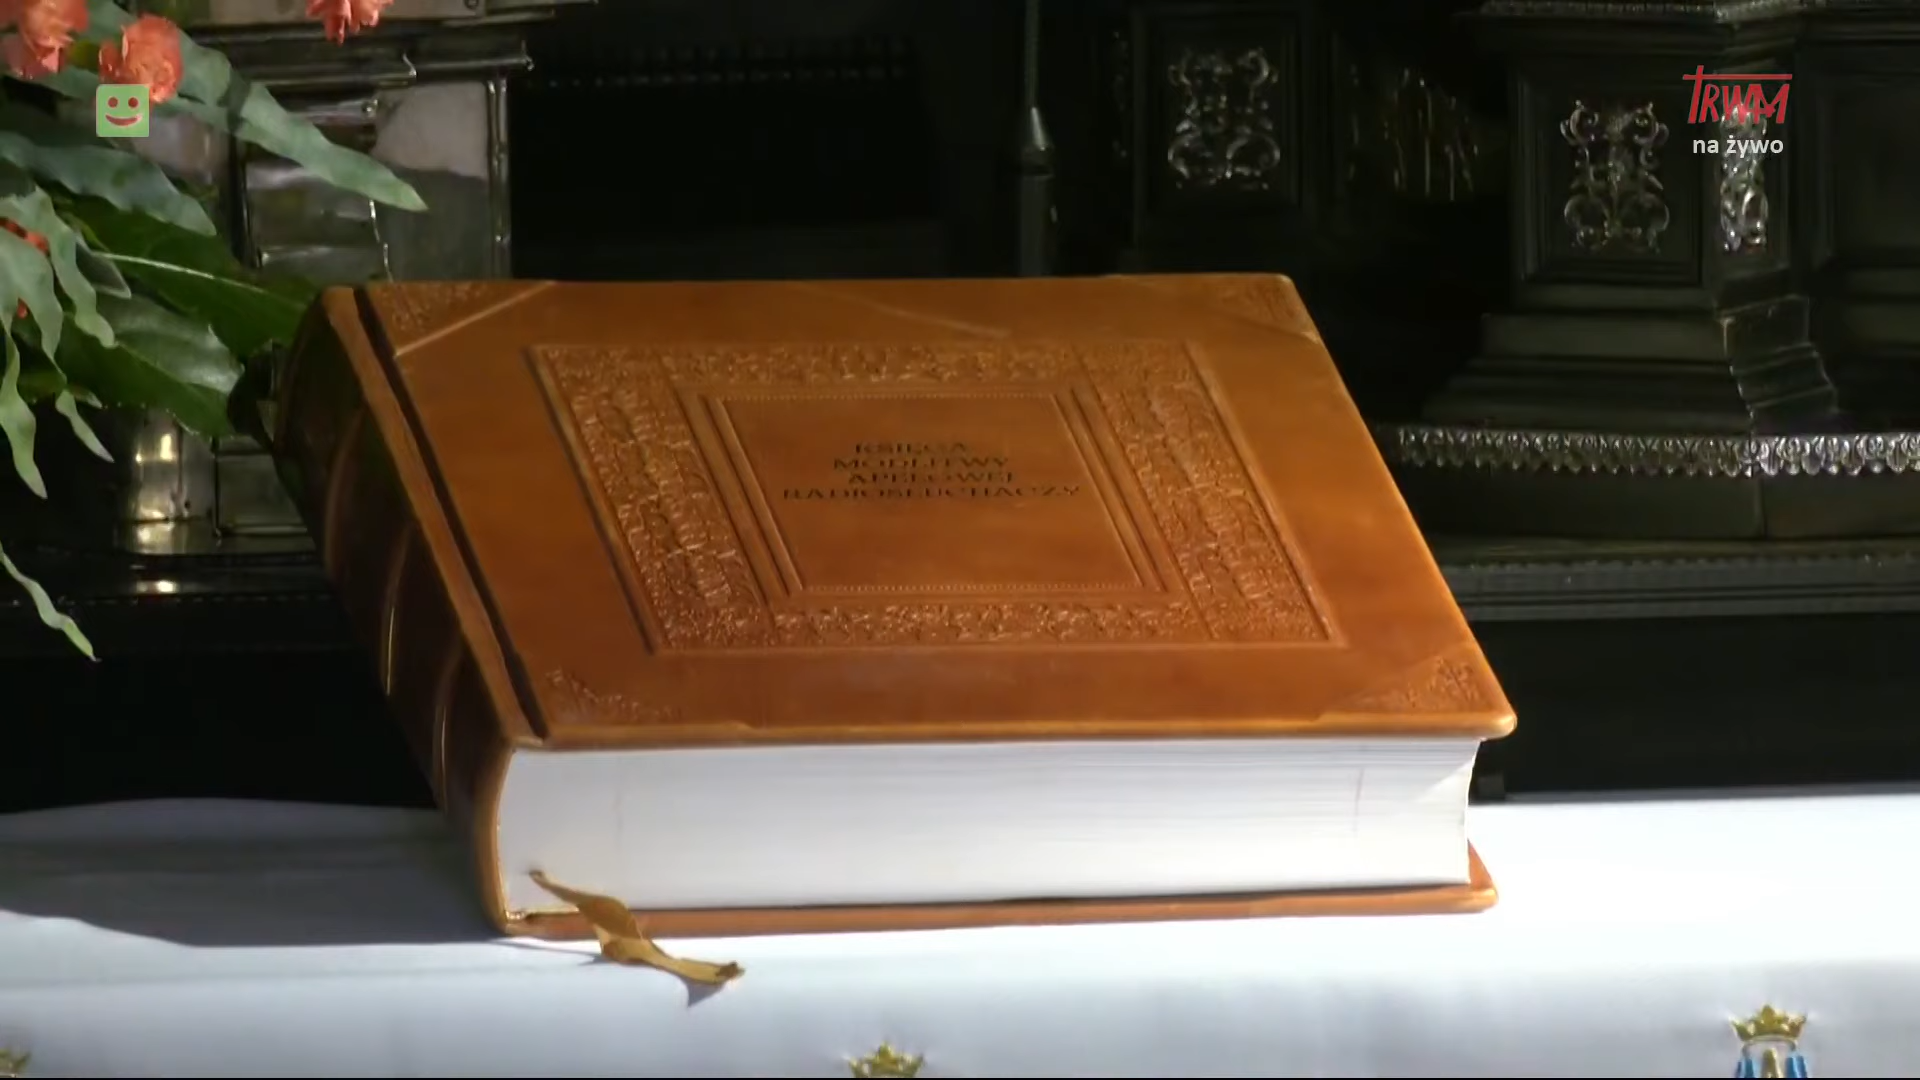 TRWAM
na żywo
KSIĘGA
MODLITWY
APELOWEJ
RADIOSŁUCHACZY